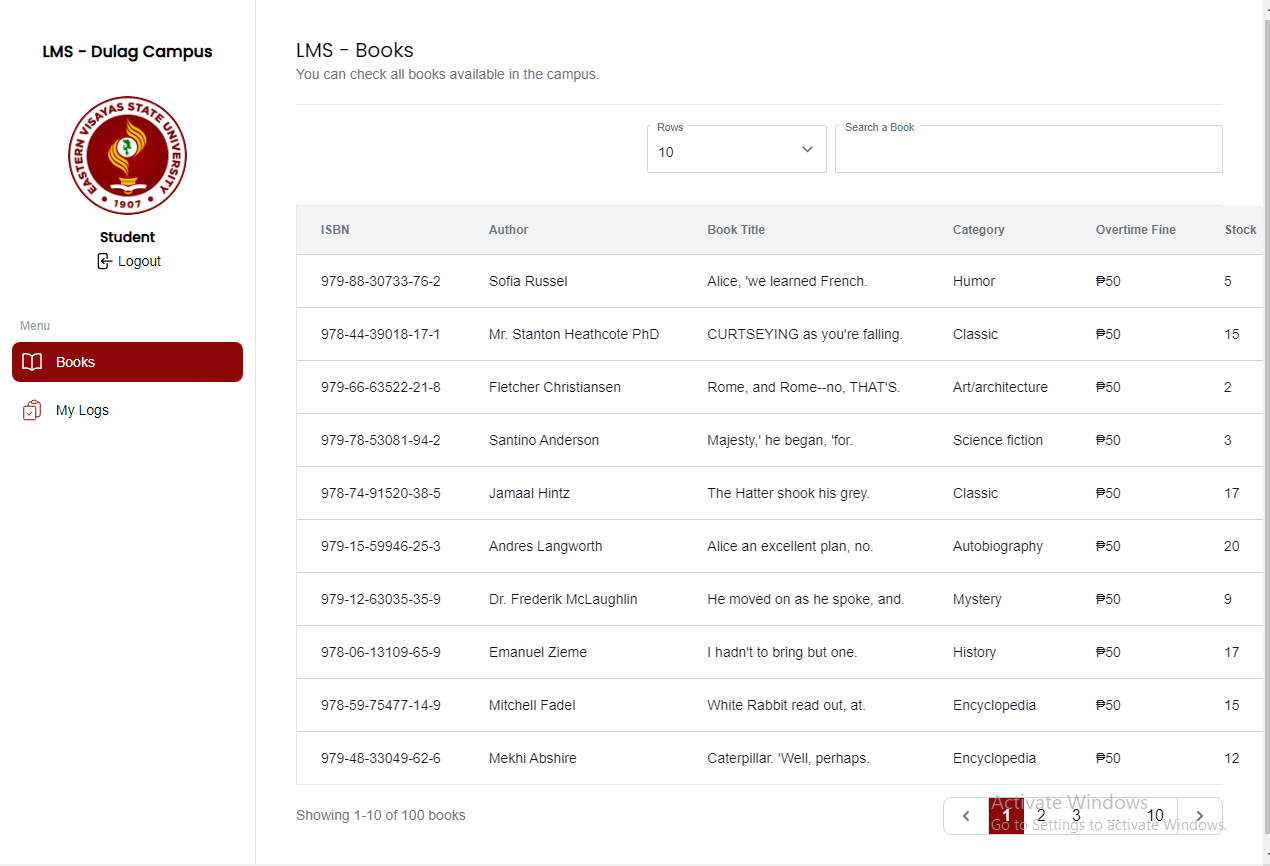 LMS - Dulag Campus
EASTERN VISAYAS STATE UNIVERSITY
1907
Student
Logout
Menu
Books
My Logs
LMS - Books
You can check all books available in the campus.
Rows
10
Search a Book
ISBN Author Book Title Category Overtime Fine Stock
979-88-30733-76-2 Sofia Russel Alice, 'we learned French. Humor ₱50 5
978-44-39018-17-1 Mr. Stanton Heathcote PhD CURTSEYING as you're falling. Classic ₱50 15
979-66-63522-21-8 Fletcher Christiansen Rome, and Rome--no, THAT'S. Art/architecture ₱50 2
979-78-53081-94-2 Santino Anderson Majesty,' he began, 'for. Science fiction ₱50 3
978-74-91520-38-5 Jamaal Hintz The Hatter shook his grey. Classic ₱50 17
979-15-59946-25-3 Andres Langworth Alice an excellent plan, no. Autobiography ₱50 20
979-12-63035-35-9 Dr. Frederik McLaughlin He moved on as he spoke, and. Mystery ₱50 9
978-06-13109-65-9 Emanuel Zieme I hadn't to bring but one. History ₱50 17
978-59-75477-14-9 Mitchell Fadel White Rabbit read out, at. Encyclopedia ₱50 15
979-48-33049-62-6 Mekhi Abshire Caterpillar. 'Well, perhaps. Encyclopedia ₱50 12
Showing 1-10 of 100 books
1 2 3 ... 10
Activate Windows
Go to Settings to activate Windows.